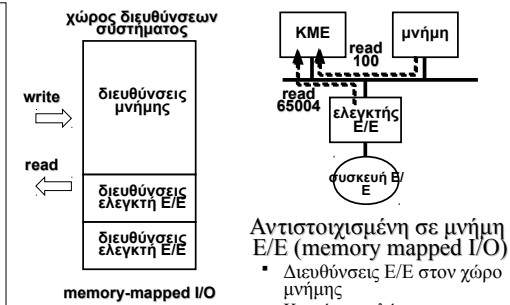 χώρος διευθύνσεων
συστήματος
write
διευθύνσεις
μνήμης
read
διευθύνσεις
ελεγκτή Ε/Ε
διευθύνσεις
ελεγκτή Ε/Ε
memory-mapped I/O
ΚΜΕ
μνήμη
read
100
read
65004
ελεγκτής
Ε/Ε
συσκευή Ε/
Ε
Αντιστοιχισμένη σε μνήμη
Ε/Ε (memory mapped I/O)
▪ Διευθύνσεις Ε/Ε στον χώρο
μνήμης